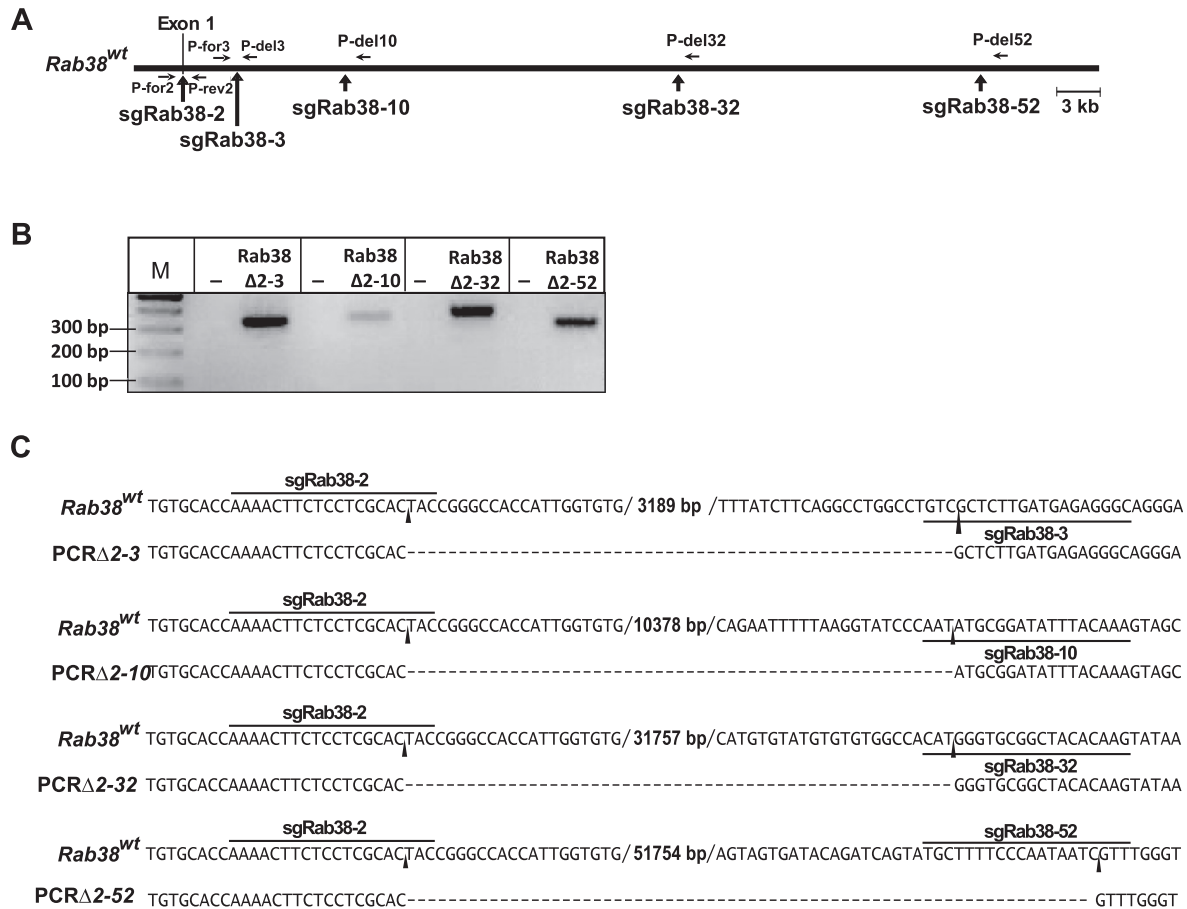 A
Exon 1
P-for3 P-del3 P-del10 P-del32 P-del52
Rab38wt
P-for2 P-rev2
sgRab38-2 sgRab38-10 sgRab38-32 sgRab38-52 3 kb
sgRab38-3
B
M – Rab38 Δ2-3 – Rab38 Δ2-10 – Rab38 Δ2-32 – Rab38 Δ2-52
300 bp
200 bp
100 bp
C
sgRab38-2
Rab38wt TGTGCACCAAAACTTCTCCTCGCACTACCGGGCCACCATTGGTGTG/ 3189 bp /TTTATCTTCAGGCCTGGCCTGTCGCTCTTGATGAGAGGGCAGGGA
sgRab38-3
PCRΔ2-3 TGTGCACCAAAACTTCTCCTCGCAC----------------------------------------------------GCTCTTGATGAGAGGGCAGGGA
sgRab38-2
Rab38wt TGTGCACCAAAACTTCTCCTCGCACTACCGGGCCACCATTGGTGTG/10378 bp/CAGAATTTTTAAGGTATCCCAATATGCGGATATTTACAAAGTAGC
sgRab38-10
PCRΔ2-10 TGTGCACCAAAACTTCTCCTCGCAC----------------------------------------------------ATGCGGATATTTACAAAGTAGC
sgRab38-2
Rab38wt TGTGCACCAAAACTTCTCCTCGCACTACCGGGCCACCATTGGTGTG/31757 bp/CATGTGTATGTGTGTGGCCACATGGGTGCGGCTACACAAGTATAA
sgRab38-32
PCRΔ2-32 TGTGCACCAAAACTTCTCCTCGCAC----------------------------------------------------GGGTGCGGCTACACAAGTATAA
sgRab38-2 sgRab38-52
Rab38wt TGTGCACCAAAACTTCTCCTCGCACTACCGGGCCACCATTGGTGTG/51754 bp/AGTAGTGATACAGATCAGTATGCTTTTCCCAATAATCGTTTGGGT
PCRΔ2-52 TGTGCACCAAAACTTCTCCTCGCAC------------------------------------------------------------------GTTTGGGT